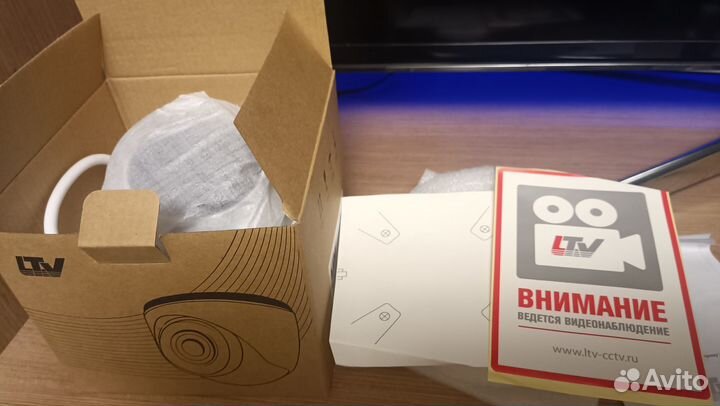 LTV
LTV
ВНИМАНИЕ
ВЕДЕТСЯ ВИДЕОНАБЛЮДЕНИЕ
www.ltv-cctv.ru
Avito